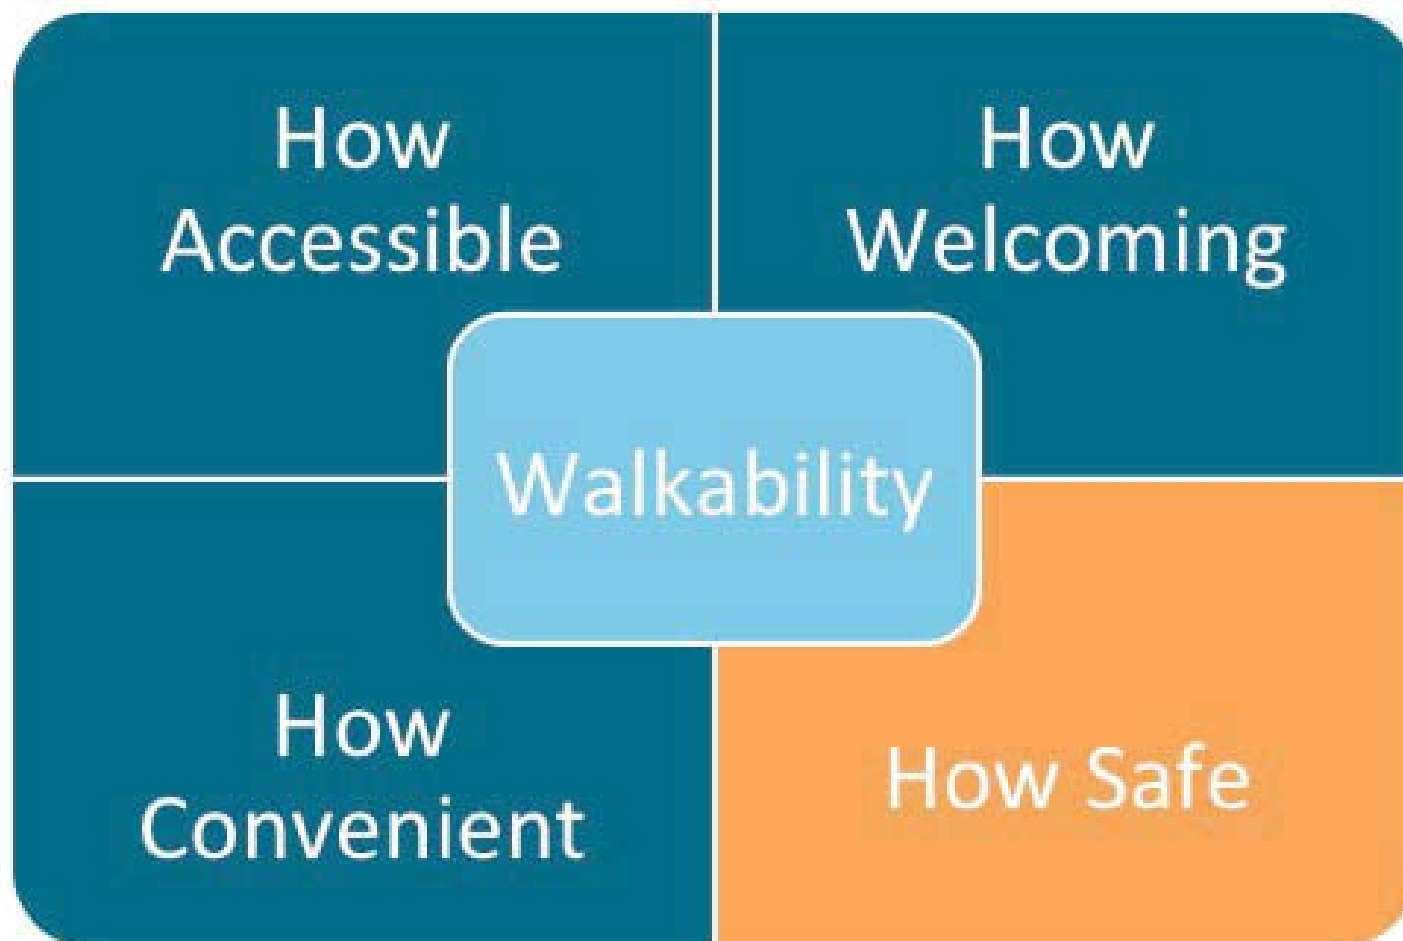 How
Accessible
How
Welcoming
Walkability
How
Convenient
How Safe